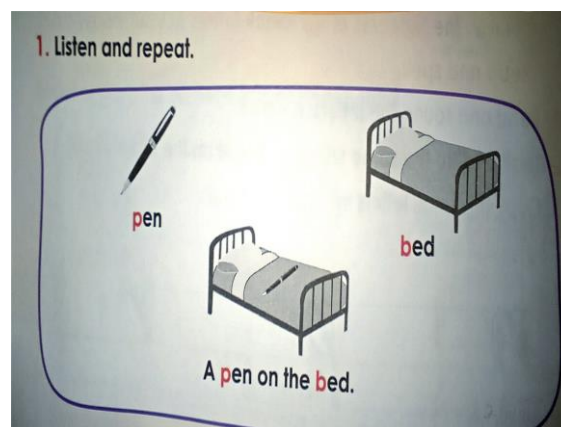 1. Listen and repeat.
pen
bed
A pen on the bed.